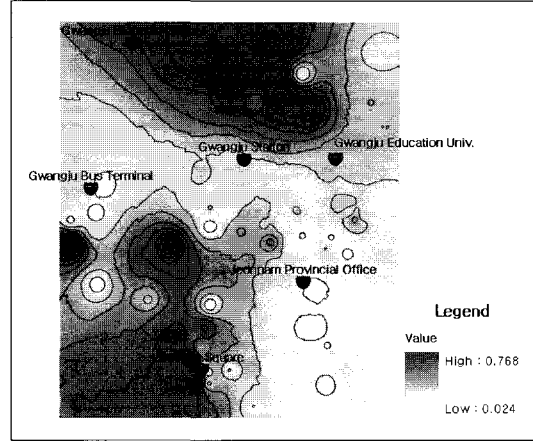 Gwangju Station
Gwangju Education Univ.
Gwangju Bus Terminal
Jeonnam Provincial Office
Square
Legend
Value
High : 0.768
Low : 0.024